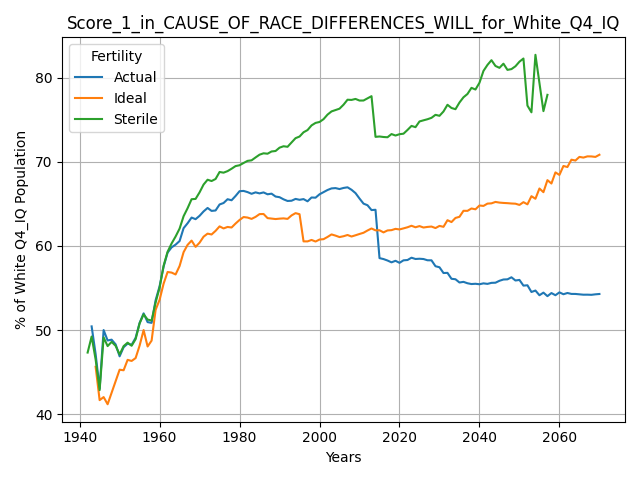 Score_1_in_CAUSE_OF_RACE_DIFFERENCES_WILL_for_White_Q4_IQ
Fertility
Actual
Ideal
Sterile
% of White Q4_IQ Population
80
70
60
50
40
1940
1960
1980
2000
2020
2040
2060
Years